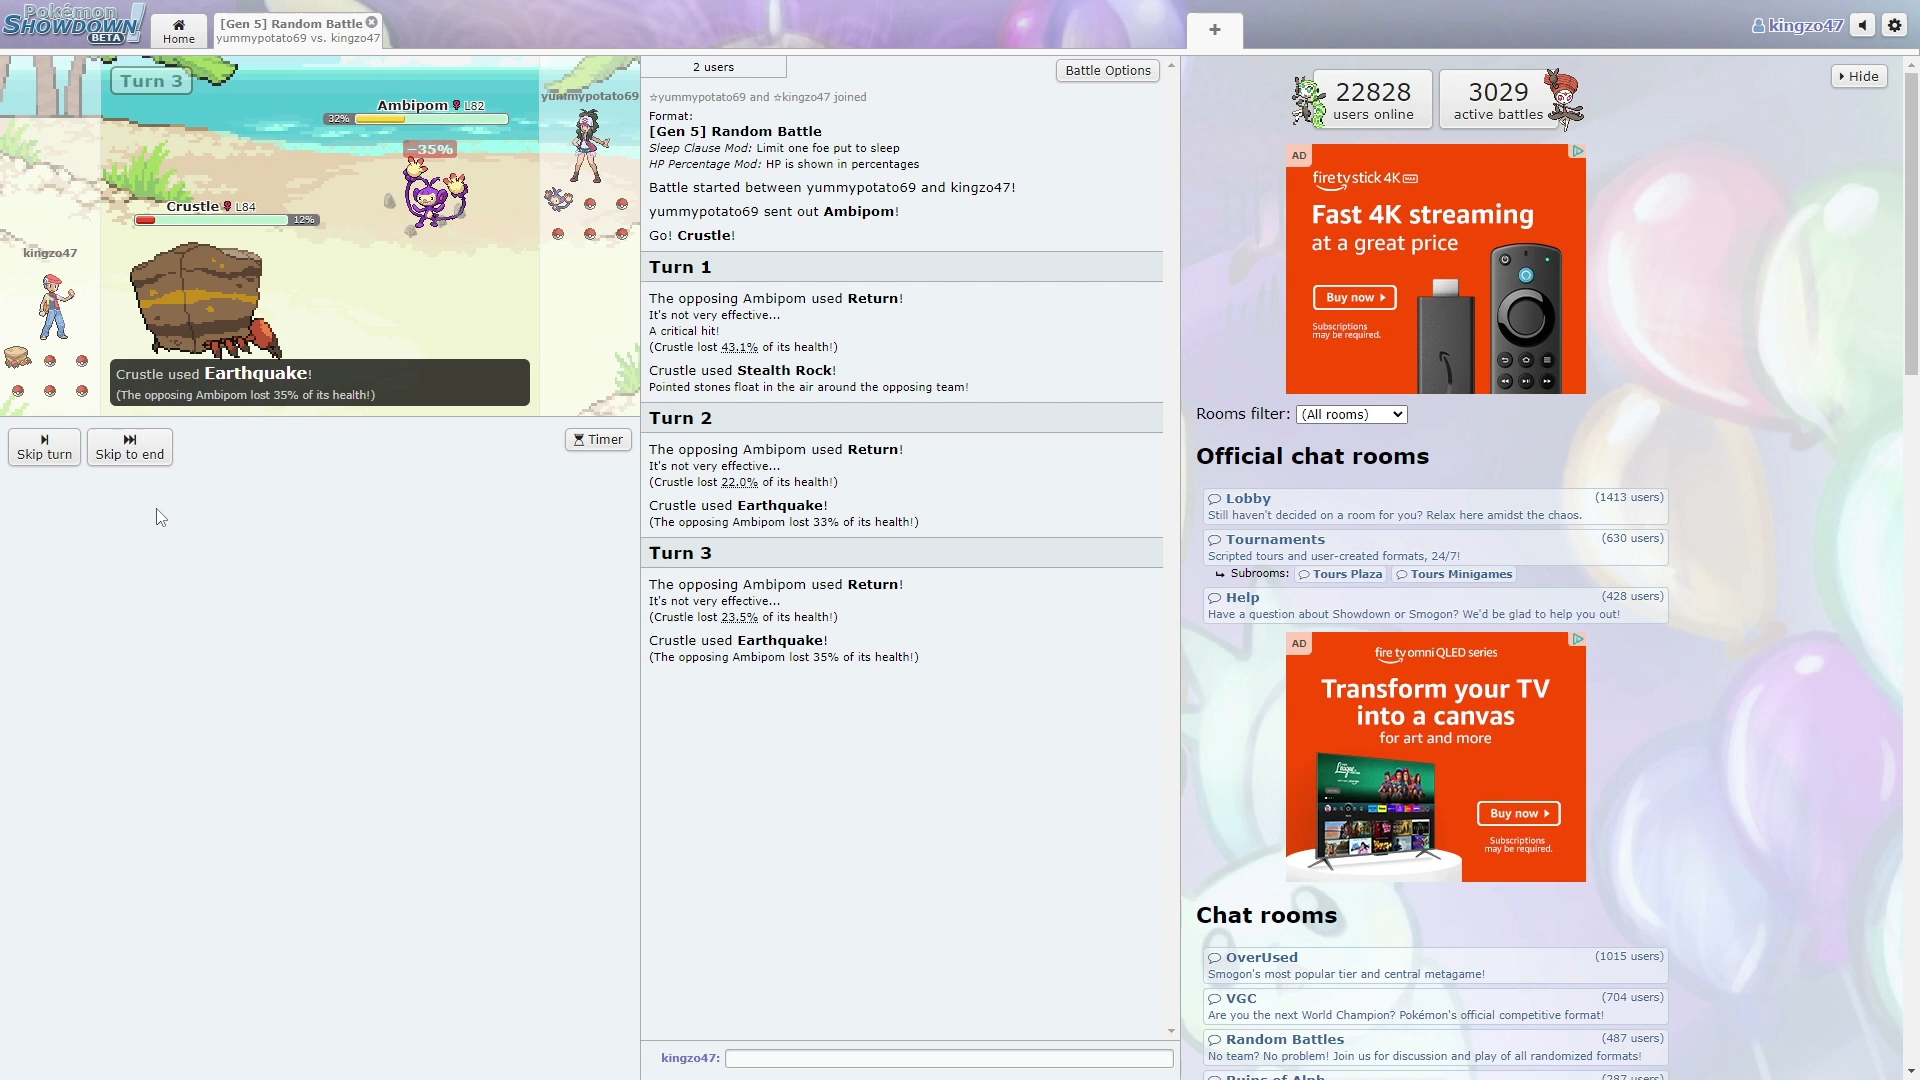 Pokémon
SHOWDOWN!
BETA
Home
[Gen 5] Random Battle
yummypotato69 vs. kingzo47
+
kingzo47
Turn 3
Ambipom L82
32%
-35%
Crustle L84
12%
yummypotato69
kingzo47
Crustle used Earthquake!
(The opposing Ambipom lost 35% of its health!)
Skip turn
Skip to end
Timer
2 users
Battle Options
☆yummypotato69 and ☆kingzo47 joined
Format:
[Gen 5] Random Battle
Sleep Clause Mod: Limit one foe put to sleep
HP Percentage Mod: HP is shown in percentages
Battle started between yummypotato69 and kingzo47!
yummypotato69 sent out Ambipom!
Go! Crustle!
Turn 1
The opposing Ambipom used Return!
It's not very effective...
A critical hit!
(Crustle lost 43.1% of its health!)
Crustle used Stealth Rock!
Pointed stones float in the air around the opposing team!
Turn 2
The opposing Ambipom used Return!
It's not very effective...
(Crustle lost 22.0% of its health!)
Crustle used Earthquake!
(The opposing Ambipom lost 33% of its health!)
Turn 3
The opposing Ambipom used Return!
It's not very effective...
(Crustle lost 23.5% of its health!)
Crustle used Earthquake!
(The opposing Ambipom lost 35% of its health!)
kingzo47:
Hide
22828
users online
3029
active battles
AD
fire tv stick 4K MAX
Fast 4K streaming
at a great price
Buy now
Subscriptions
may be required.
Rooms filter: (All rooms)
Official chat rooms
Lobby (1413 users)
Still haven't decided on a room for you? Relax here amidst the chaos.
Tournaments (630 users)
Scripted tours and user-created formats, 24/7!
Subrooms: Tours Plaza Tours Minigames
Help (428 users)
Have a question about Showdown or Smogon? We'd be glad to help you out!
AD
fire tv omni QLED series
Transform your TV
into a canvas
for art and more
Buy now
Subscriptions
may be required.
Chat rooms
OverUsed (1015 users)
Smogon's most popular tier and central metagame!
VGC (704 users)
Are you the next World Champion? Pokémon's official competitive format!
Random Battles (487 users)
No team? No problem! Join us for discussion and play of all randomized formats!
Ruins of Alph (287 users)